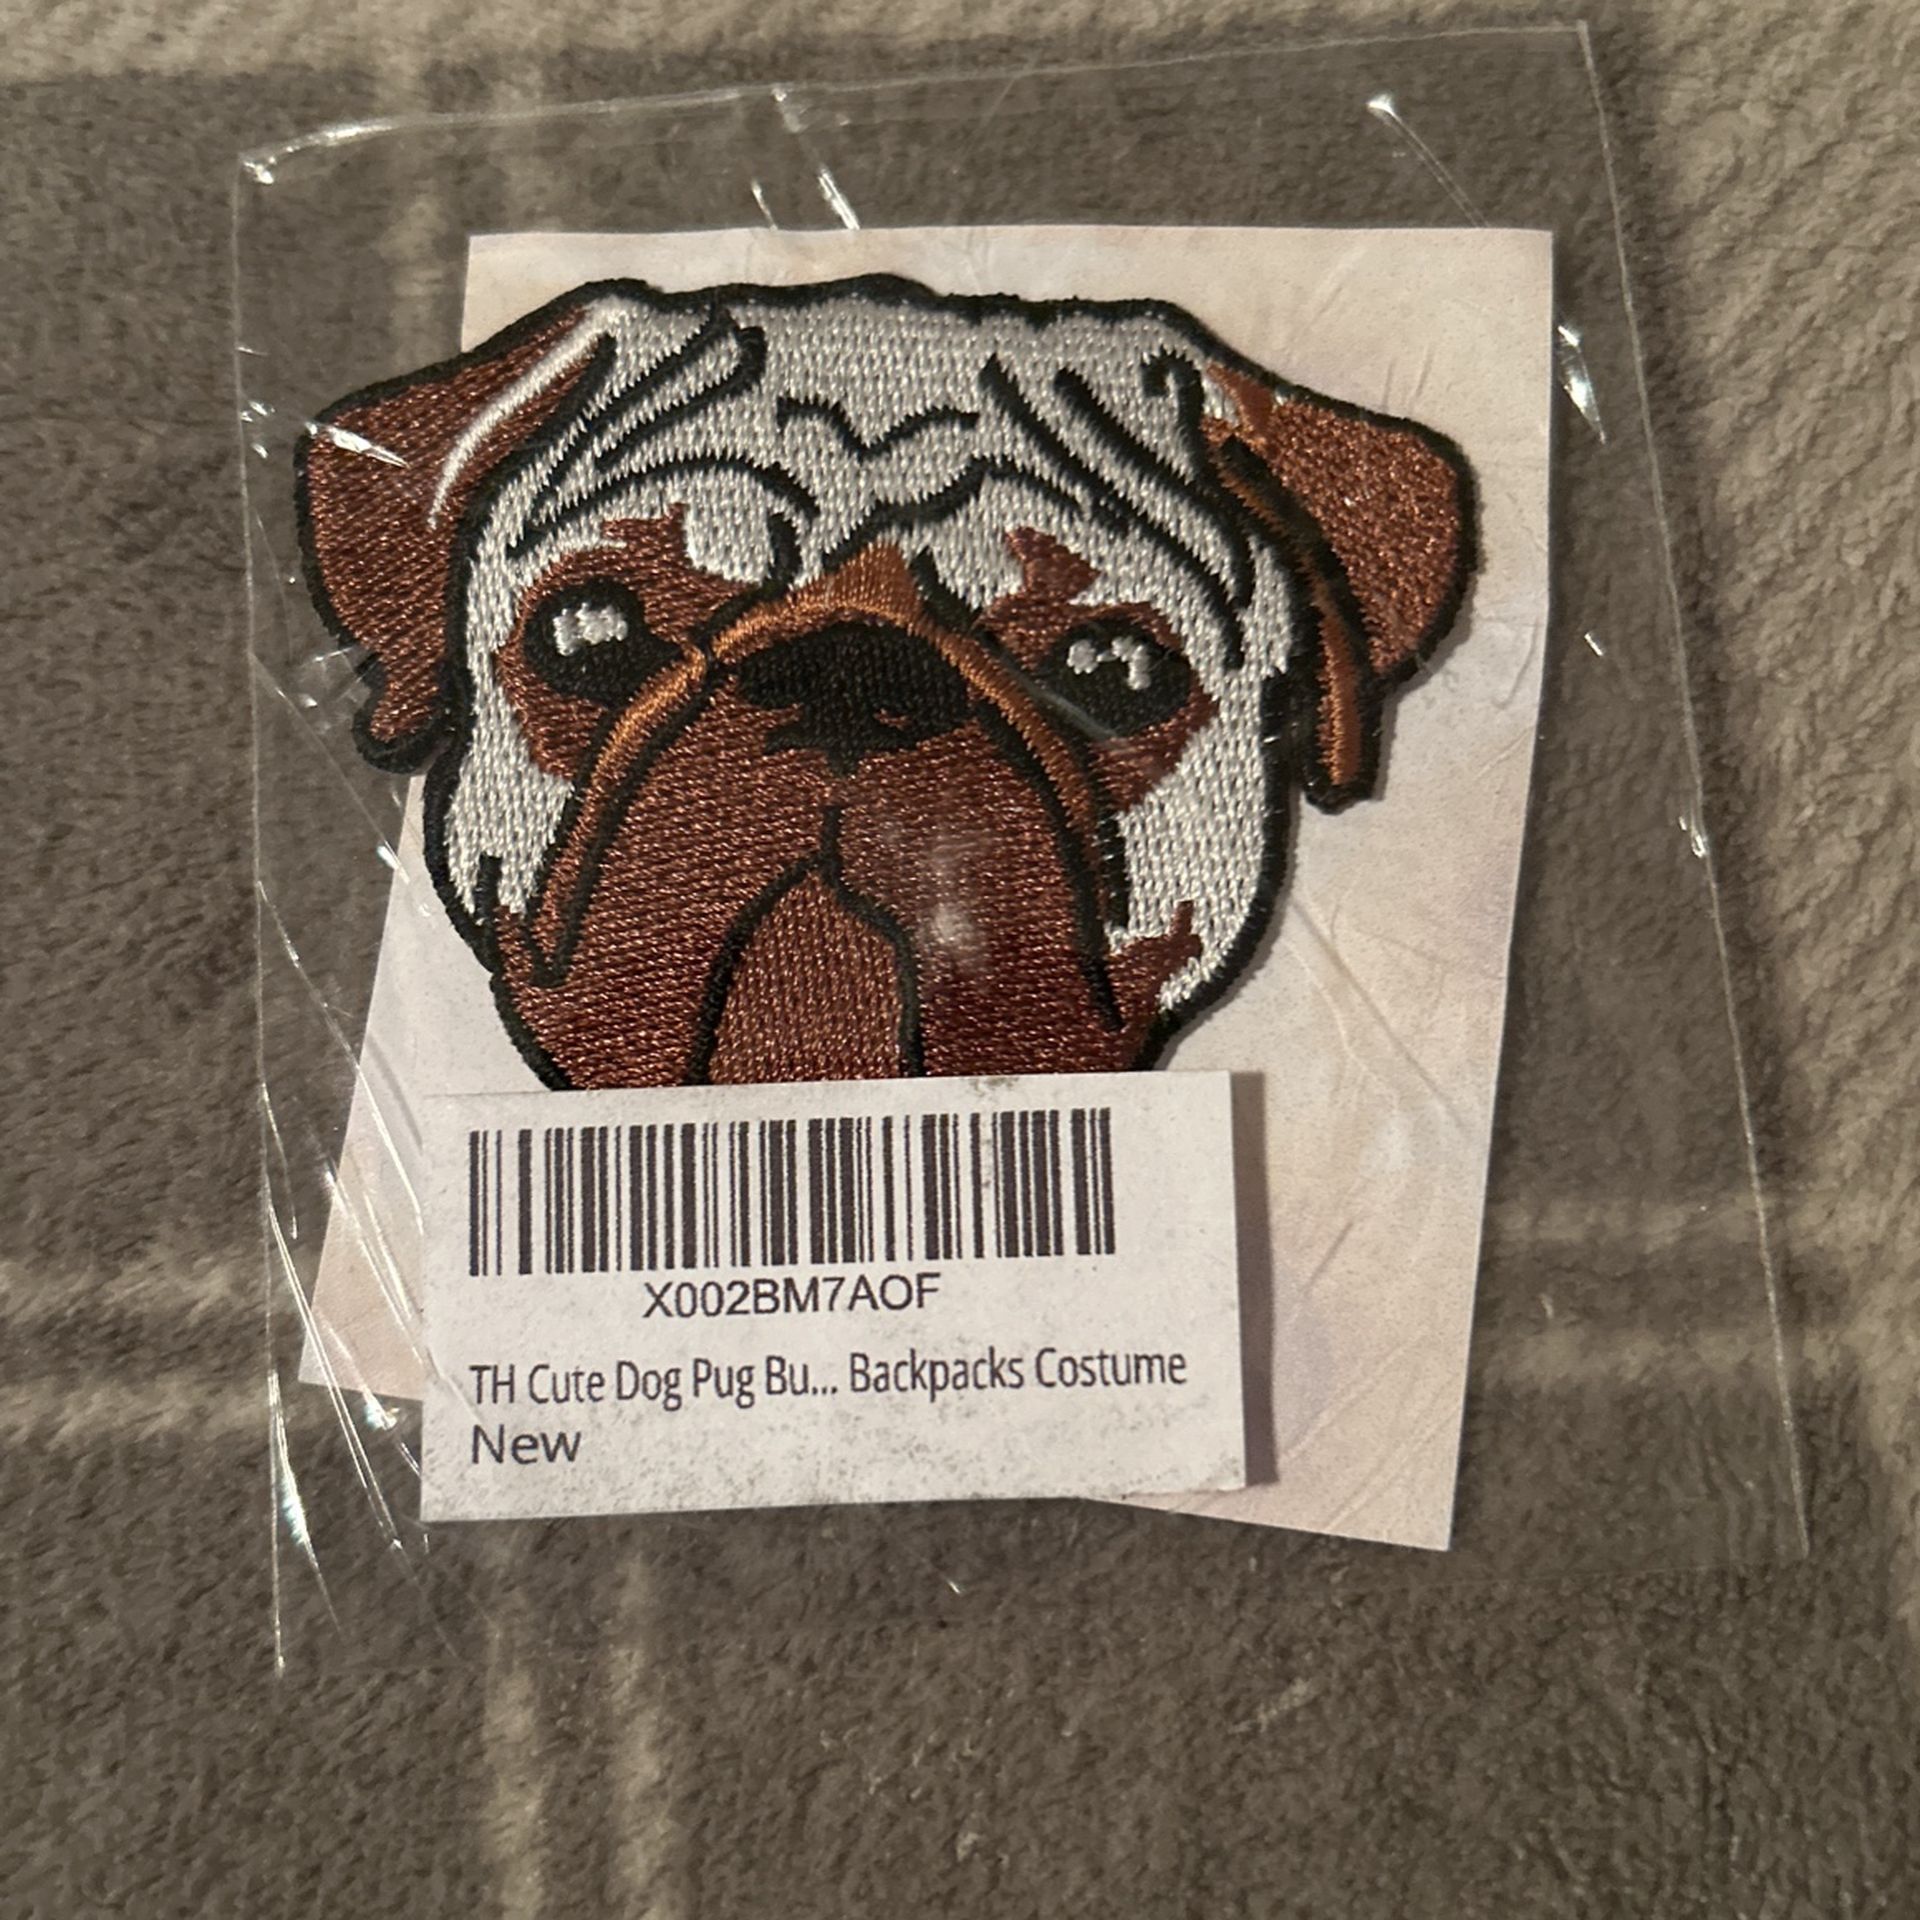 X002BM7AOF
TH Cute Dog Pug Bu... Backpacks Costume
New